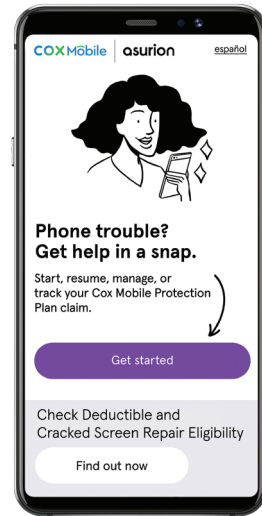 COX Mobile asurion español
Phone trouble?
Get help in a snap.
Start, resume, manage, or
track your Cox Mobile Protection
Plan claim.
Get started
Check Deductible and
Cracked Screen Repair Eligibility
Find out now